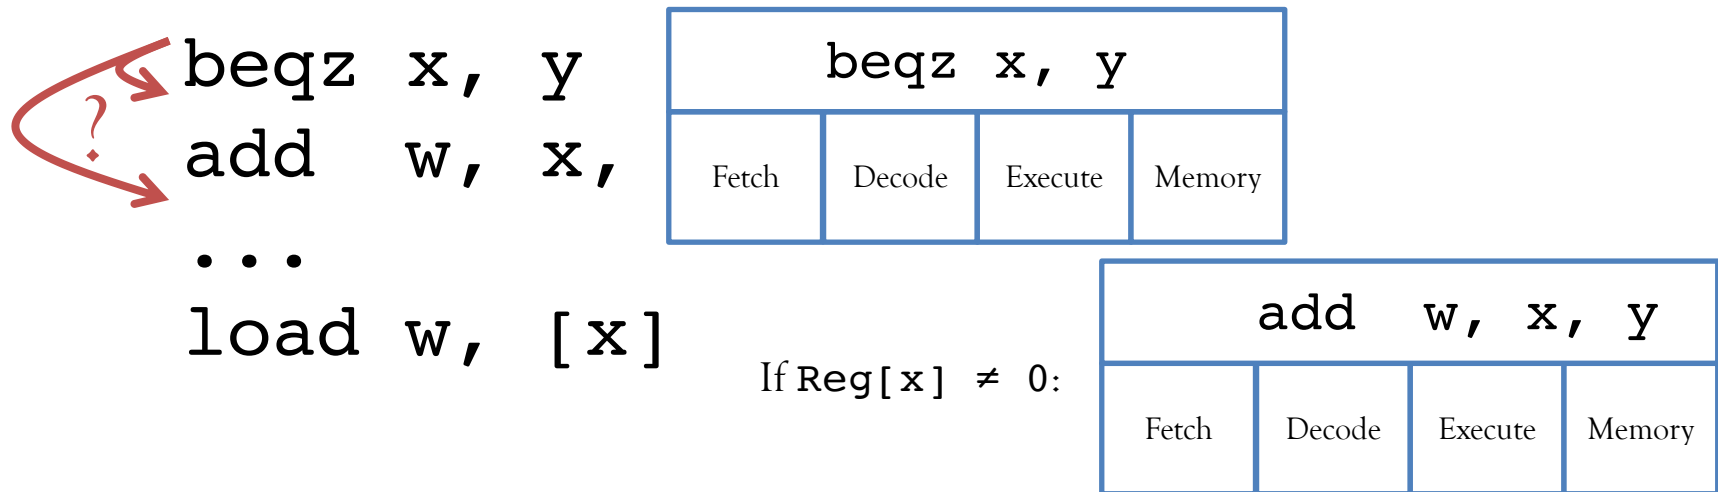 beqz x, y
add w, x,
...
load w, [x]
?
beqz x, y
Fetch Decode Execute Memory
If Reg[x] ≠ 0:
add w, x, y
Fetch Decode Execute Memory